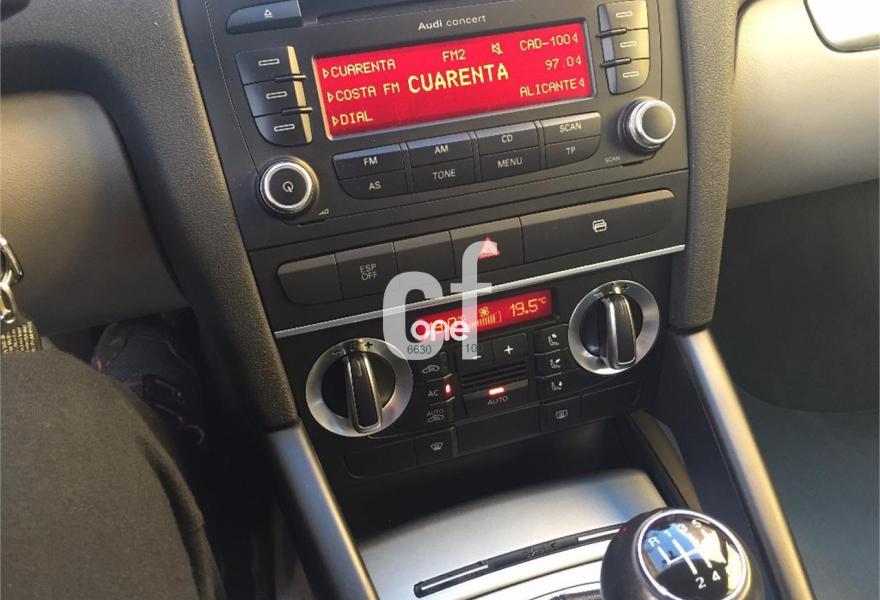 Audi concert
CUARENTA FM2 CAD-100
COSTA FM CUARENTA 97.0
DIAL ALICANTE
FM AM CD SCAN
AS TONE MENU TP
SCAN
ESP
OFF
19.5°C
cf
one
6630
- +
AC
AUTO
AUTO
R 1 3 5
2 4